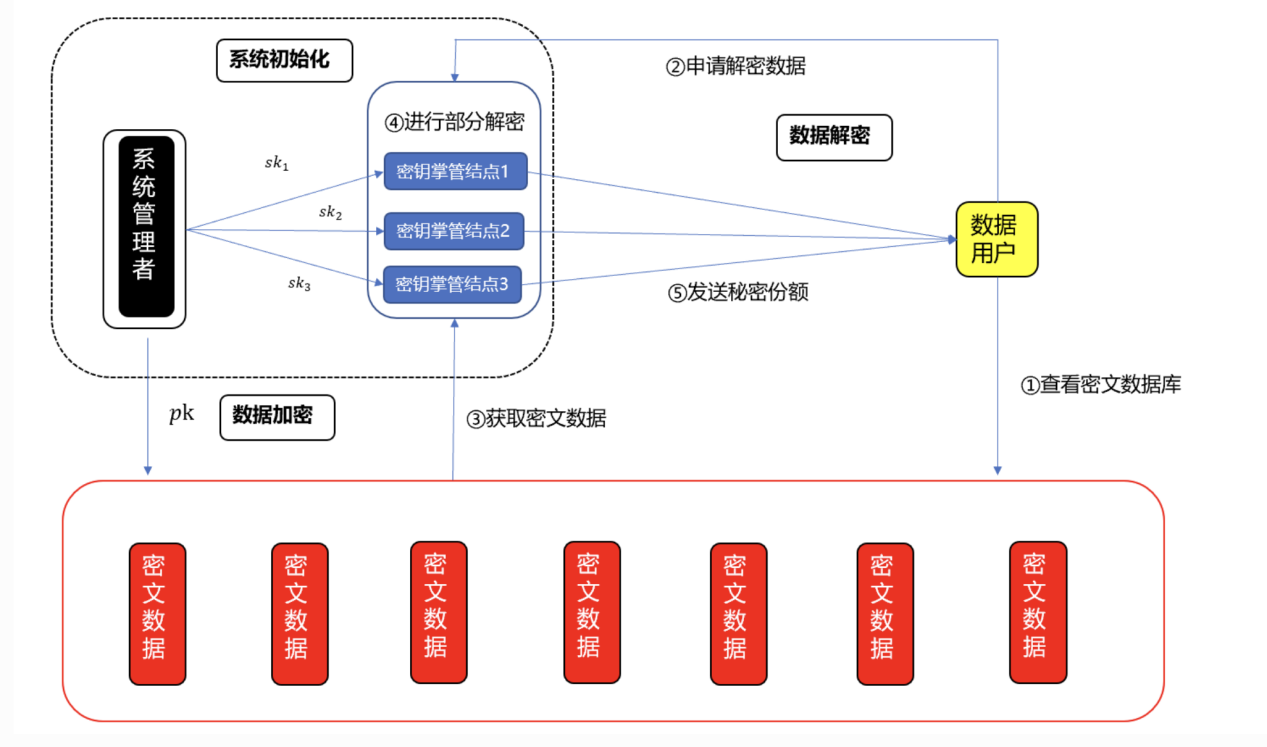 系统初始化
②申请解密数据
④进行部分解密
数据解密
系统管理者
sk₁
密钥掌管结点1
sk₂
密钥掌管结点2
数据
用户
sk₃
密钥掌管结点3
⑤发送秘密份额
①查看密文数据库
pk
数据加密
③获取密文数据
密文数据
密文数据
密文数据
密文数据
密文数据
密文数据
密文数据